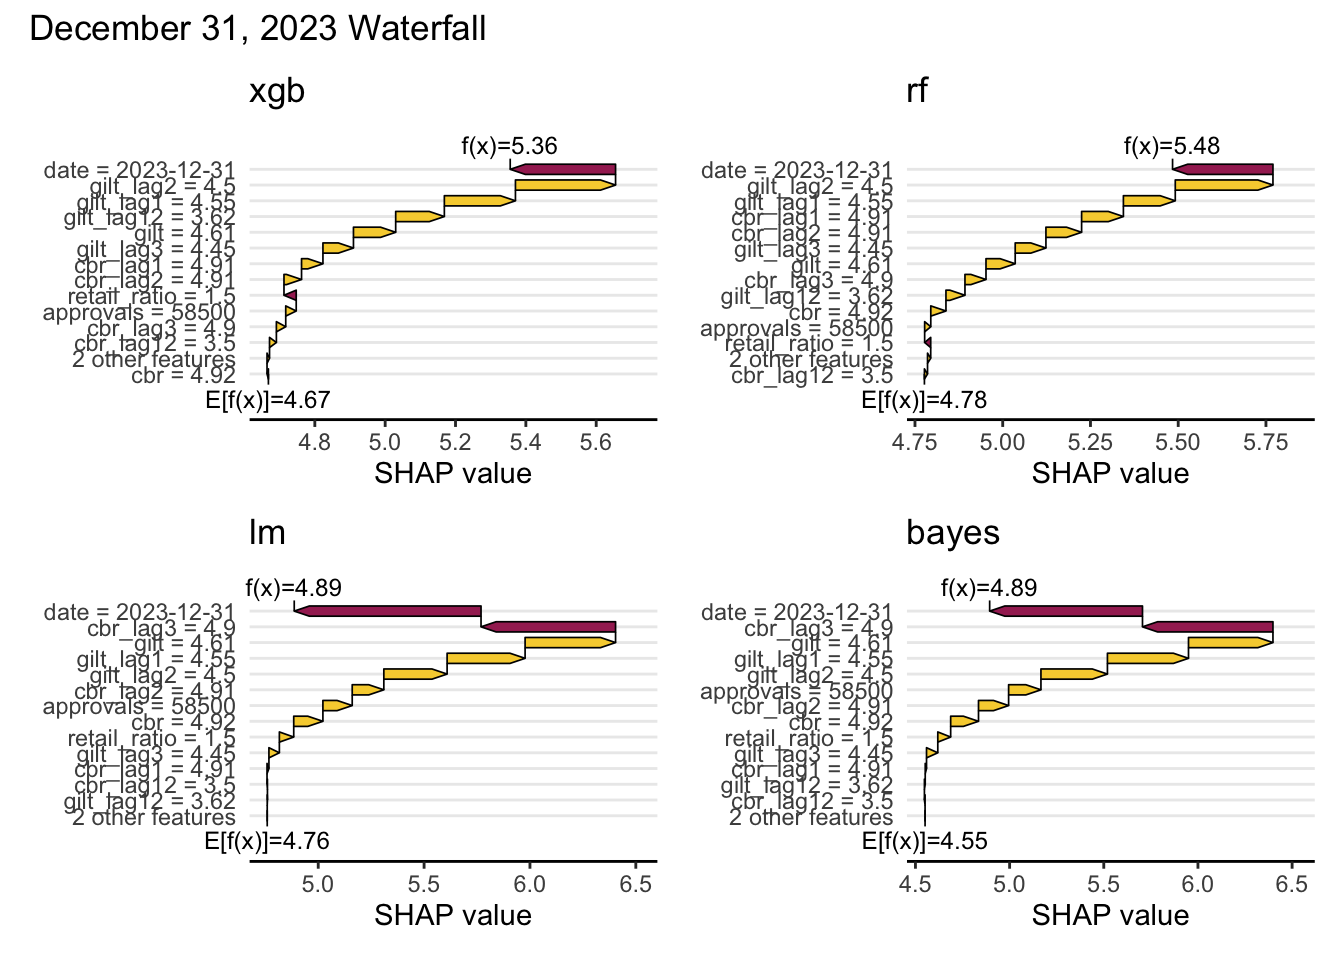 December 31, 2023 Waterfall
xgb
f(x)=5.36
date = 2023-12-31
gilt_lag2 = 4.5
gilt_lag1 = 4.55
gilt_lag12 = 3.62
gilt = 4.61
gilt_lag3 = 4.45
cbr_lag1 = 4.91
cbr_lag2 = 4.91
retail_ratio = 1.5
approvals = 58500
cbr_lag3 = 4.9
cbr_lag12 = 3.5
2 other features
cbr = 4.92
E[f(x)]=4.67
4.8 5.0 5.2 5.4 5.6
SHAP value
rf
f(x)=5.48
date = 2023-12-31
gilt_lag2 = 4.5
gilt_lag1 = 4.55
cbr_lag1 = 4.91
cbr_lag2 = 4.91
gilt_lag3 = 4.45
gilt = 4.61
cbr_lag3 = 4.9
gilt_lag12 = 3.62
cbr = 4.92
approvals = 58500
retail_ratio = 1.5
2 other features
cbr_lag12 = 3.5
E[f(x)]=4.78
4.75 5.00 5.25 5.50 5.75
SHAP value
lm
f(x)=4.89
date = 2023-12-31
cbr_lag3 = 4.9
gilt = 4.61
gilt_lag1 = 4.55
gilt_lag2 = 4.5
cbr_lag2 = 4.91
approvals = 58500
cbr = 4.92
retail_ratio = 1.5
gilt_lag3 = 4.45
cbr_lag1 = 4.91
cbr_lag12 = 3.5
gilt_lag12 = 3.62
2 other features
E[f(x)]=4.76
5.0 5.5 6.0 6.5
SHAP value
bayes
f(x)=4.89
date = 2023-12-31
cbr_lag3 = 4.9
gilt = 4.61
gilt_lag1 = 4.55
gilt_lag2 = 4.5
approvals = 58500
cbr_lag2 = 4.91
cbr = 4.92
retail_ratio = 1.5
gilt_lag3 = 4.45
cbr_lag1 = 4.91
gilt_lag12 = 3.62
cbr_lag12 = 3.5
2 other features
E[f(x)]=4.55
4.5 5.0 5.5 6.0 6.5
SHAP value